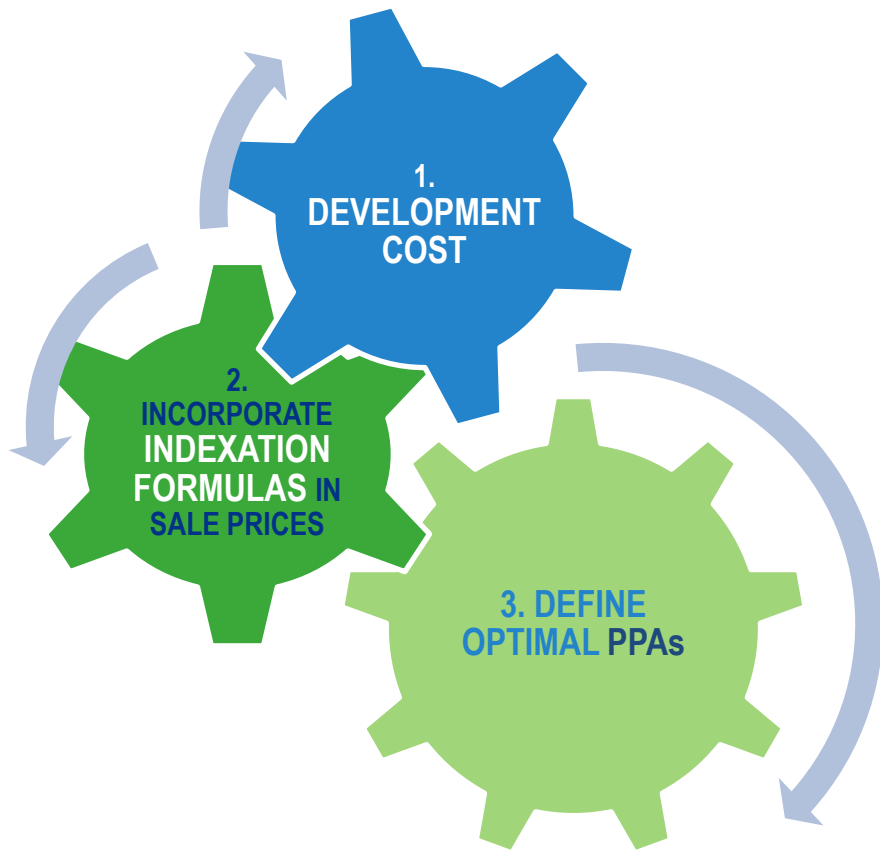 1.
DEVELOPMENT
COST
2.
INCORPORATE
INDEXATION
FORMULAS IN
SALE PRICES
3. DEFINE
OPTIMAL PPAs